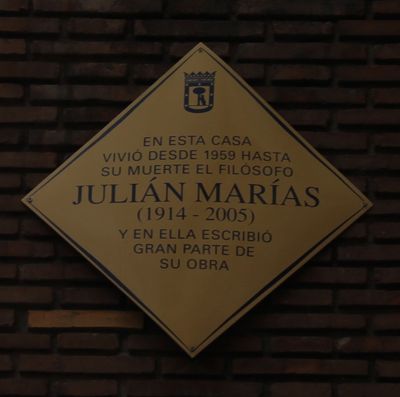 EN ESTA CASA
VIVIÓ DESDE 1959 HASTA
SU MUERTE EL FILÓSOFO
JULIÁN MARÍAS
(1914 - 2005)
Y EN ELLA ESCRIBIÓ
GRAN PARTE DE
SU OBRA